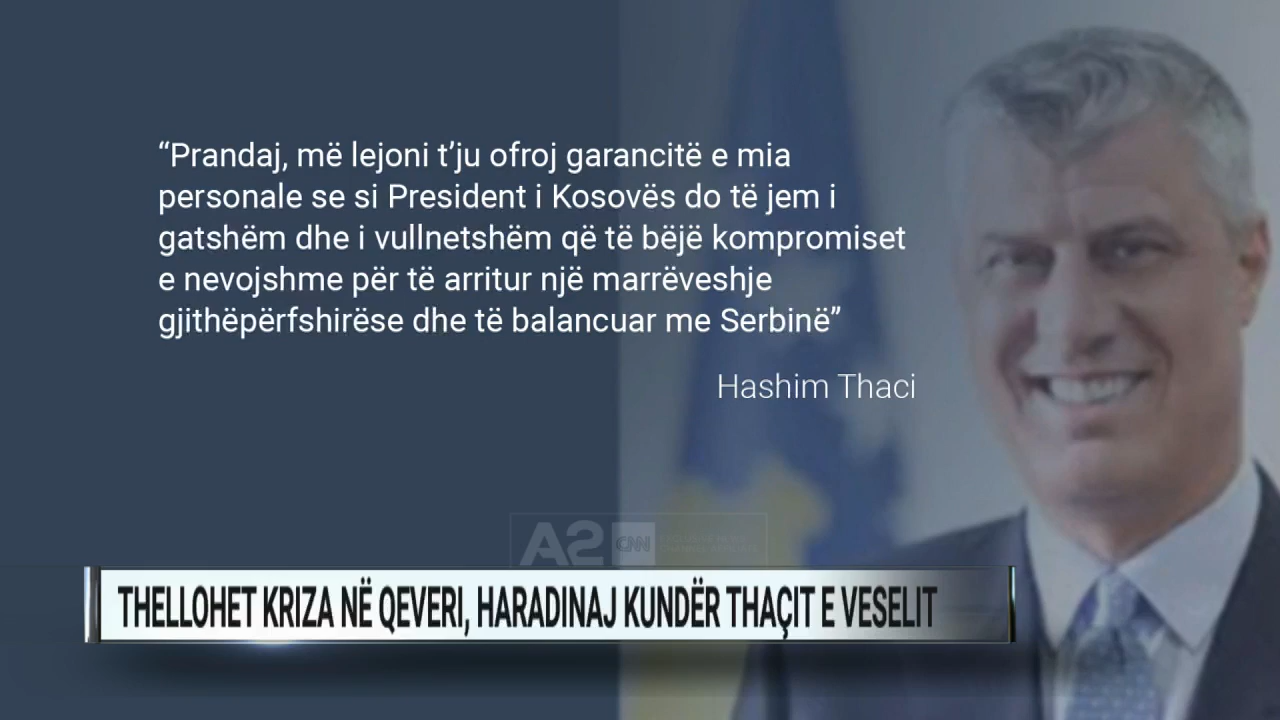 “Prandaj, më lejoni t’ju ofroj garancitë e mia
personale se si President i Kosovës do të jem i
gatshëm dhe i vullnetshëm që të bëjë kompromiset
e nevojshme për të arritur një marrëveshje
gjithëpërfshirëse dhe të balancuar me Serbinë”
Hashim Thaci
A2 CNN
THELLOHET KRIZA NË QEVERI, HARADINAJ KUNDËR THAÇIT E VESELIT